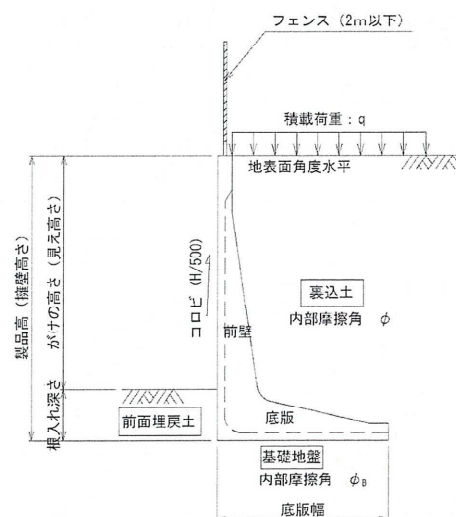 フェンス (2m以下)
積載荷重：q
地表面角度水平
製品高 (擁壁高さ)
がけの高さ (見え高さ)
根入れ深さ
コロビ (H/500)
前壁
裏込土
内部摩擦角 φ
底版
前面埋戻土
基礎地盤
内部摩擦角 φB
底版幅